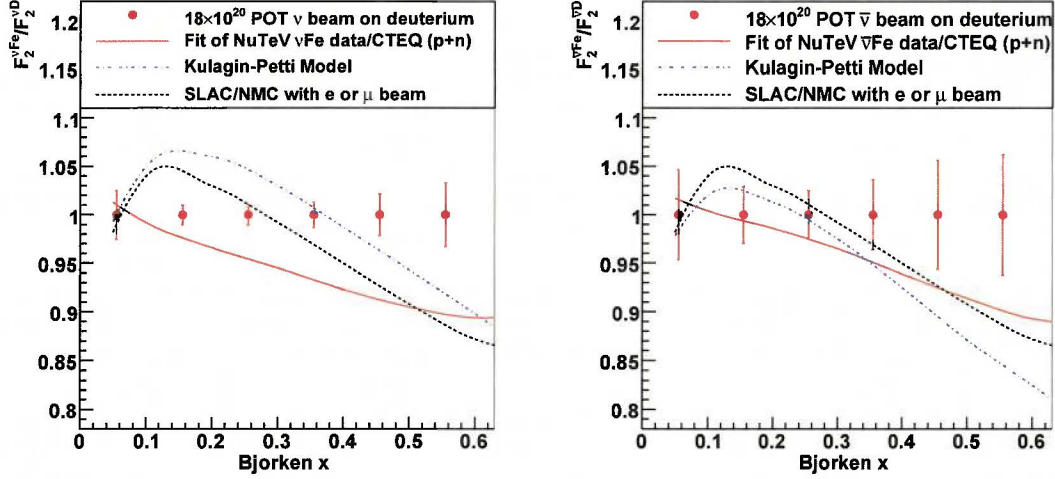 F₂^νFe/F₂^νD
1.2
1.15
1.1
1.05
1
0.95
0.9
0.85
0.8
18×10²⁰ POT ν beam on deuterium
Fit of NuTeV νFe data/CTEQ (p+n)
Kulagin-Petti Model
SLAC/NMC with e or μ beam
0 0.1 0.2 0.3 0.4 0.5 0.6
Bjorken x
F₂^ν̅Fe/F₂^ν̅D
1.2
1.15
1.1
1.05
1
0.95
0.9
0.85
0.8
18×10²⁰ POT ν̅ beam on deuterium
Fit of NuTeV ν̅Fe data/CTEQ (p+n)
Kulagin-Petti Model
SLAC/NMC with e or μ beam
0 0.1 0.2 0.3 0.4 0.5 0.6
Bjorken x